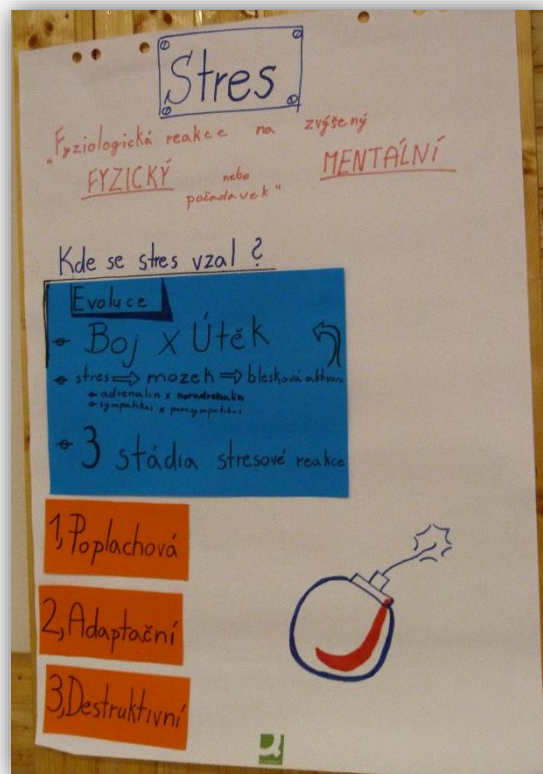 Stres
"Fyziologická reakce na zvýšený
FYZICKÝ nebo MENTÁLNÍ
požadavek"
Kde se stres vzal ?
Evoluce
Boj x Útěk
stres ⇒ mozek ⇒ blesková aktivace
adrenalin x noradrenalin
sympatikus x parasympatikus
3 stádia stresové reakce
1, Poplachová
2, Adaptační
3, Destruktivní